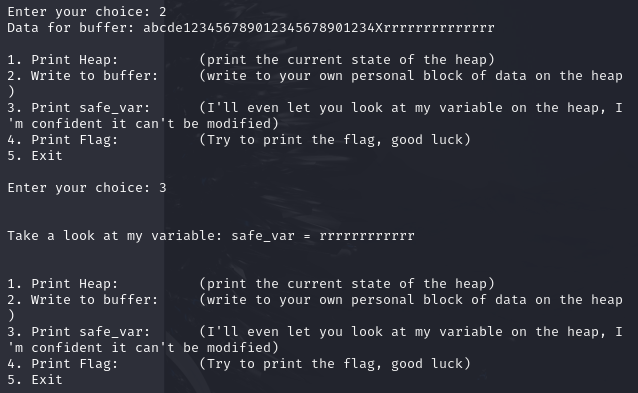 Enter your choice: 2
Data for buffer: abcde123456789012345678901234Xrrrrrrrrrrrrrr
1. Print Heap:          (print the current state of the heap)
2. Write to buffer:     (write to your own personal block of data on the heap
)
3. Print safe_var:      (I'll even let you look at my variable on the heap, I
'm confident it can't be modified)
4. Print Flag:          (Try to print the flag, good luck)
5. Exit
Enter your choice: 3
Take a look at my variable: safe_var = rrrrrrrrrrrr
1. Print Heap:          (print the current state of the heap)
2. Write to buffer:     (write to your own personal block of data on the heap
)
3. Print safe_var:      (I'll even let you look at my variable on the heap, I
'm confident it can't be modified)
4. Print Flag:          (Try to print the flag, good luck)
5. Exit